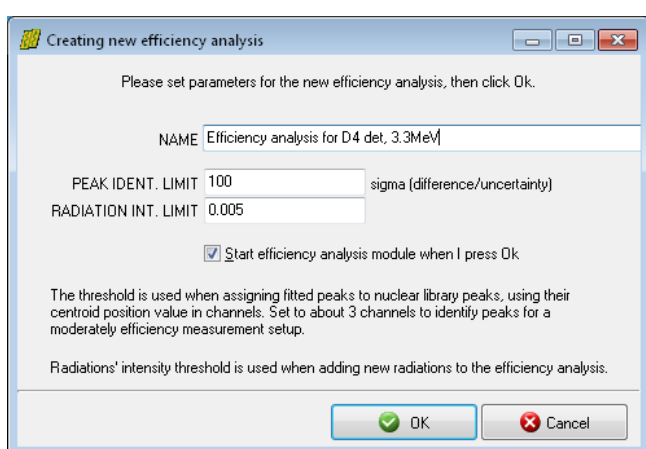 Creating new efficiency analysis
Please set parameters for the new efficiency analysis, then click Ok.
NAME Efficiency analysis for D4 det, 3.3MeV
PEAK IDENT. LIMIT 100 sigma (difference/uncertainty)
RADIATION INT. LIMIT 0.005
Start efficiency analysis module when I press Ok
The threshold is used when assigning fitted peaks to nuclear library peaks, using their
centroid position value in channels. Set to about 3 channels to identify peaks for a
moderately efficiency measurement setup.
Radiations' intensity threshold is used when adding new radiations to the efficiency analysis.
OK Cancel